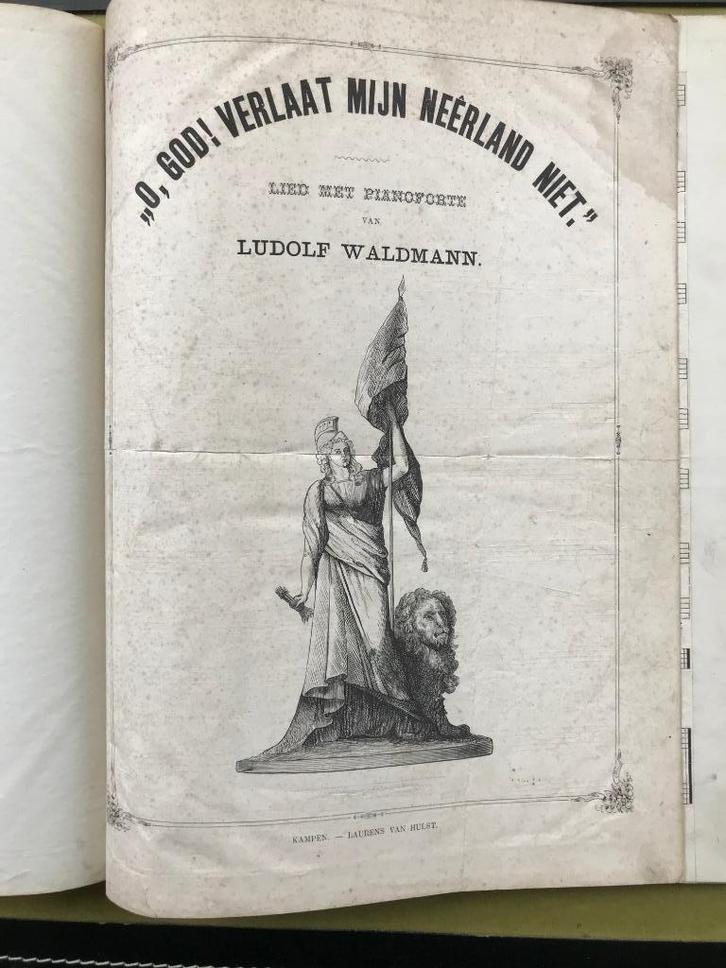 „O, GOD! VERLAAT MIJN NEÊRLAND NIET.”
LIED MET PIANOFORTE
VAN
LUDOLF WALDMANN.
KAMPEN. — LAURENS VAN HULST.